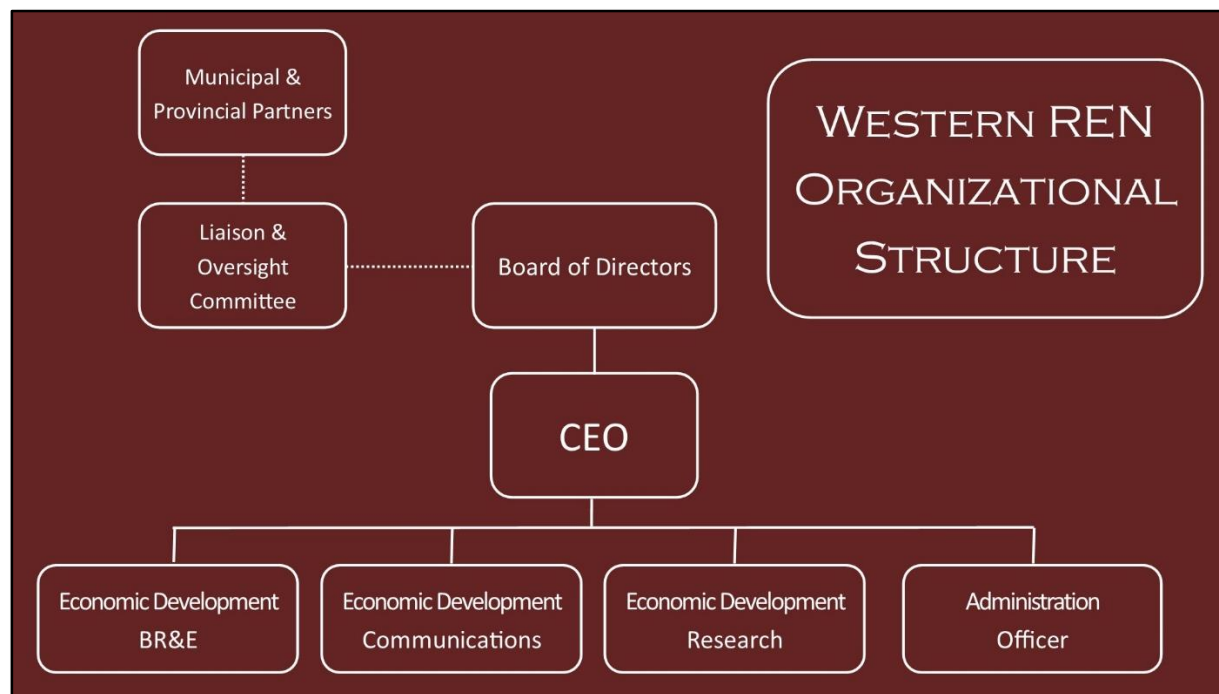 Municipal &
Provincial Partners
WESTERN REN
ORGANIZATIONAL
STRUCTURE
Liaison &
Oversight
Committee
Board of Directors
CEO
Economic Development
BR&E
Economic Development
Communications
Economic Development
Research
Administration
Officer